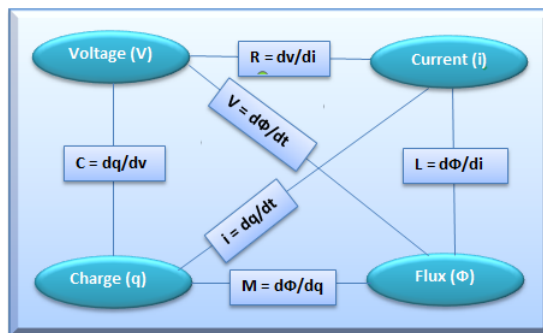 Voltage (V)
R = dv/di
Current (i)
V = dΦ/dt
C = dq/dv
L = dΦ/di
i = dq/dt
Charge (q)
M = dΦ/dq
Flux (Φ)